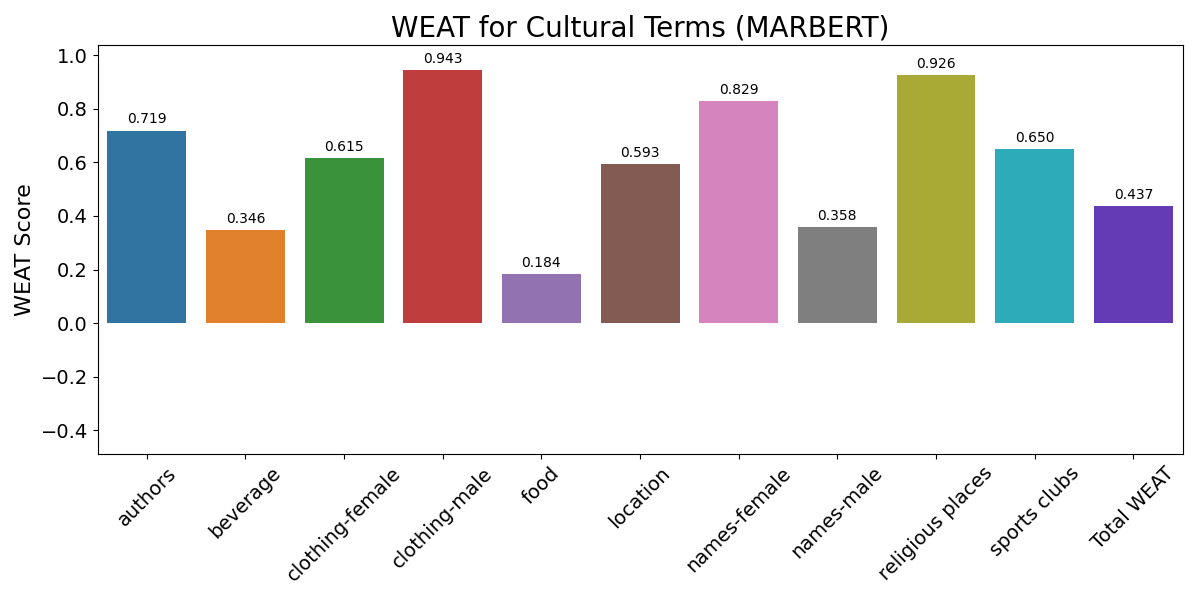 WEAT for Cultural Terms (MARBERT)
WEAT Score
1.0
0.8
0.6
0.4
0.2
0.0
−0.2
−0.4
0.719
0.346
0.615
0.943
0.184
0.593
0.829
0.358
0.926
0.650
0.437
authors
beverage
clothing-female
clothing-male
food
location
names-female
names-male
religious places
sports clubs
Total WEAT